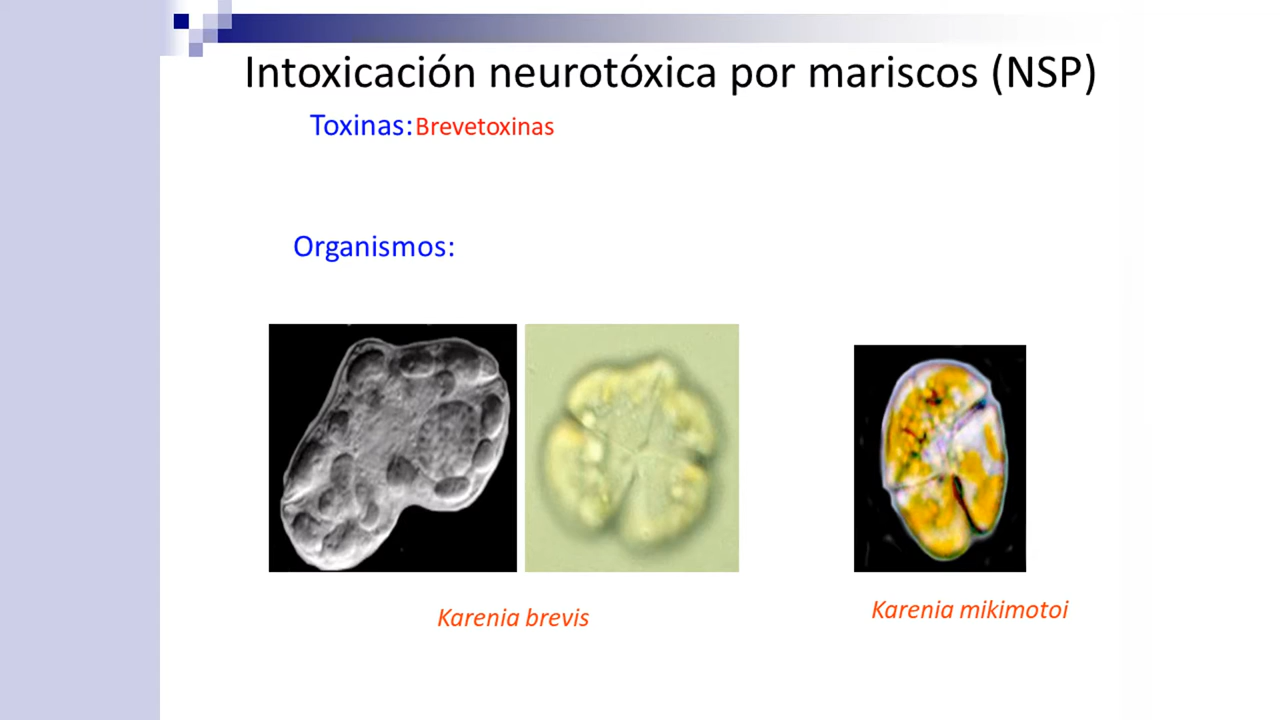 Intoxicación neurotóxica por mariscos (NSP)
Toxinas: Brevetoxinas
Organismos:
Karenia brevis
Karenia mikimotoi